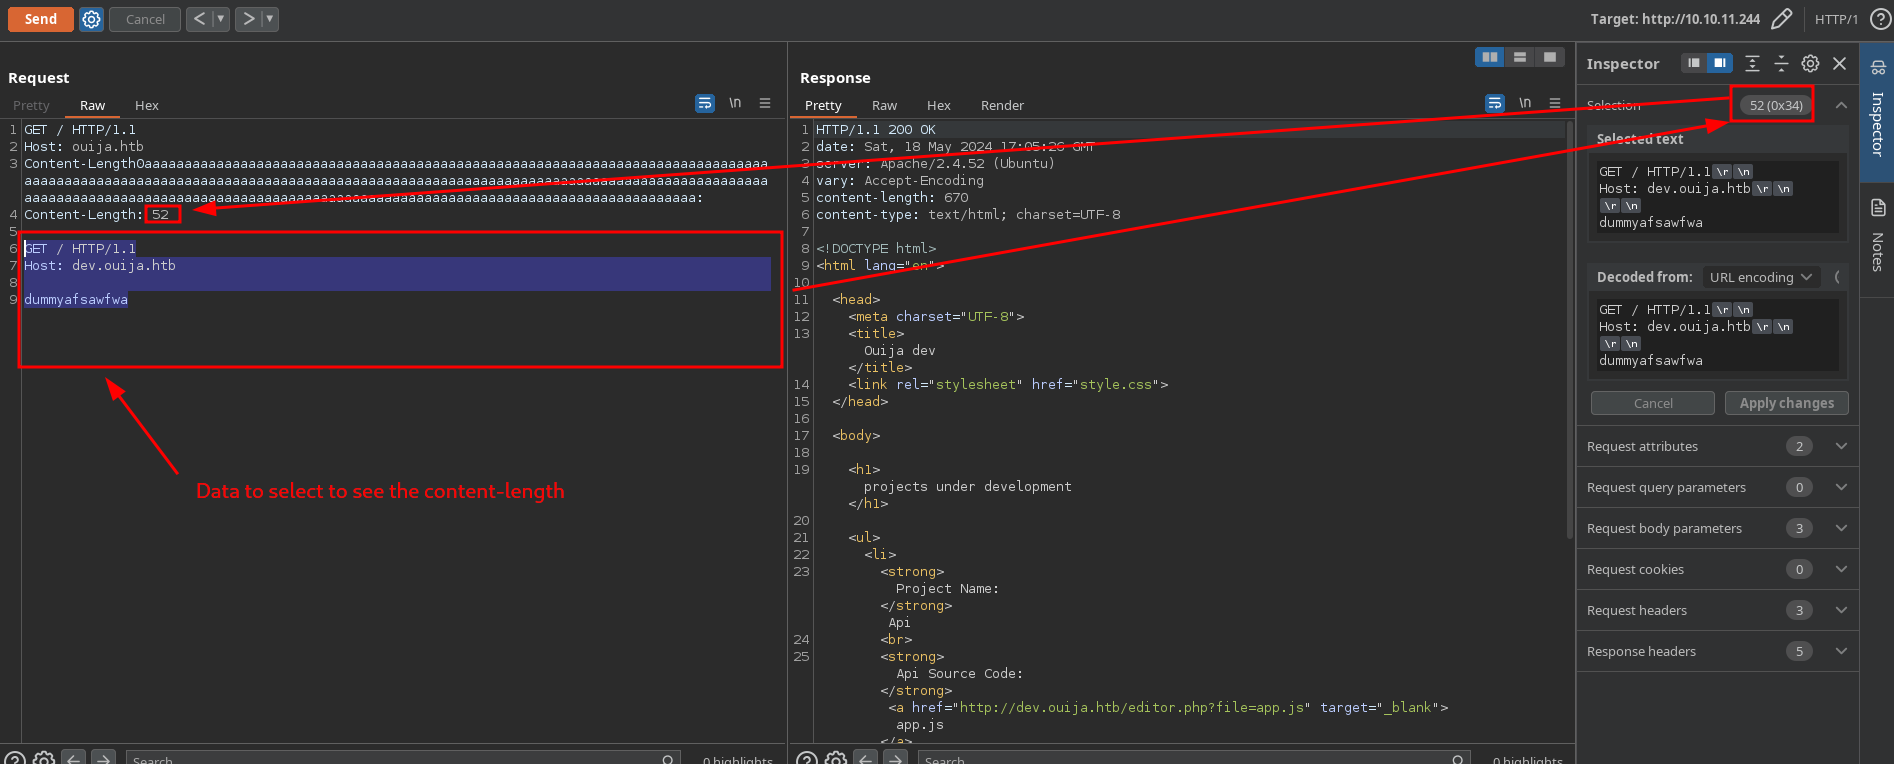 Send
Cancel
< ▼
> ▼
Target: http://10.10.11.244
HTTP/1
?
Request
Pretty Raw Hex
\n
1 GET / HTTP/1.1
2 Host: ouija.htb
4 Content-Length: 52
5
6 GET / HTTP/1.1
7 Host: dev.ouija.htb
8
9 dummyafsawfwa
Data to select to see the content-length
? Search 0 highlights
Response
Pretty Raw Hex Render
\n
1 HTTP/1.1 200 OK
2 date: Sat, 18 May 2024 17:05:26 GMT
3 server: Apache/2.4.52 (Ubuntu)
4 vary: Accept-Encoding
5 content-length: 670
6 content-type: text/html; charset=UTF-8
7
8 <!DOCTYPE html>
9 <html lang="en">
10
11 <head>
12 <meta charset="UTF-8">
13 <title>
Ouija dev
</title>
14 <link rel="stylesheet" href="style.css">
15 </head>
16
17 <body>
18
19 <h1>
projects under development
</h1>
20
21 <ul>
22 <li>
23 <strong>
Project Name:
</strong>
Api
24 <br>
25 <strong>
Api Source Code:
</strong>
<a href="http://dev.ouija.htb/editor.php?file=app.js" target="_blank">
app.js
</a>
? Search 0 highlights
Inspector
Selection 52 (0x34)
Selected text
GET / HTTP/1.1 \r \n
Host: dev.ouija.htb \r \n
\r \n
dummyafsawfwa
Decoded from: URL encoding
GET / HTTP/1.1 \r \n
Host: dev.ouija.htb \r \n
\r \n
dummyafsawfwa
Cancel Apply changes
Request attributes 2
Request query parameters 0
Request body parameters 3
Request cookies 0
Request headers 3
Response headers 5
Inspector
Notes